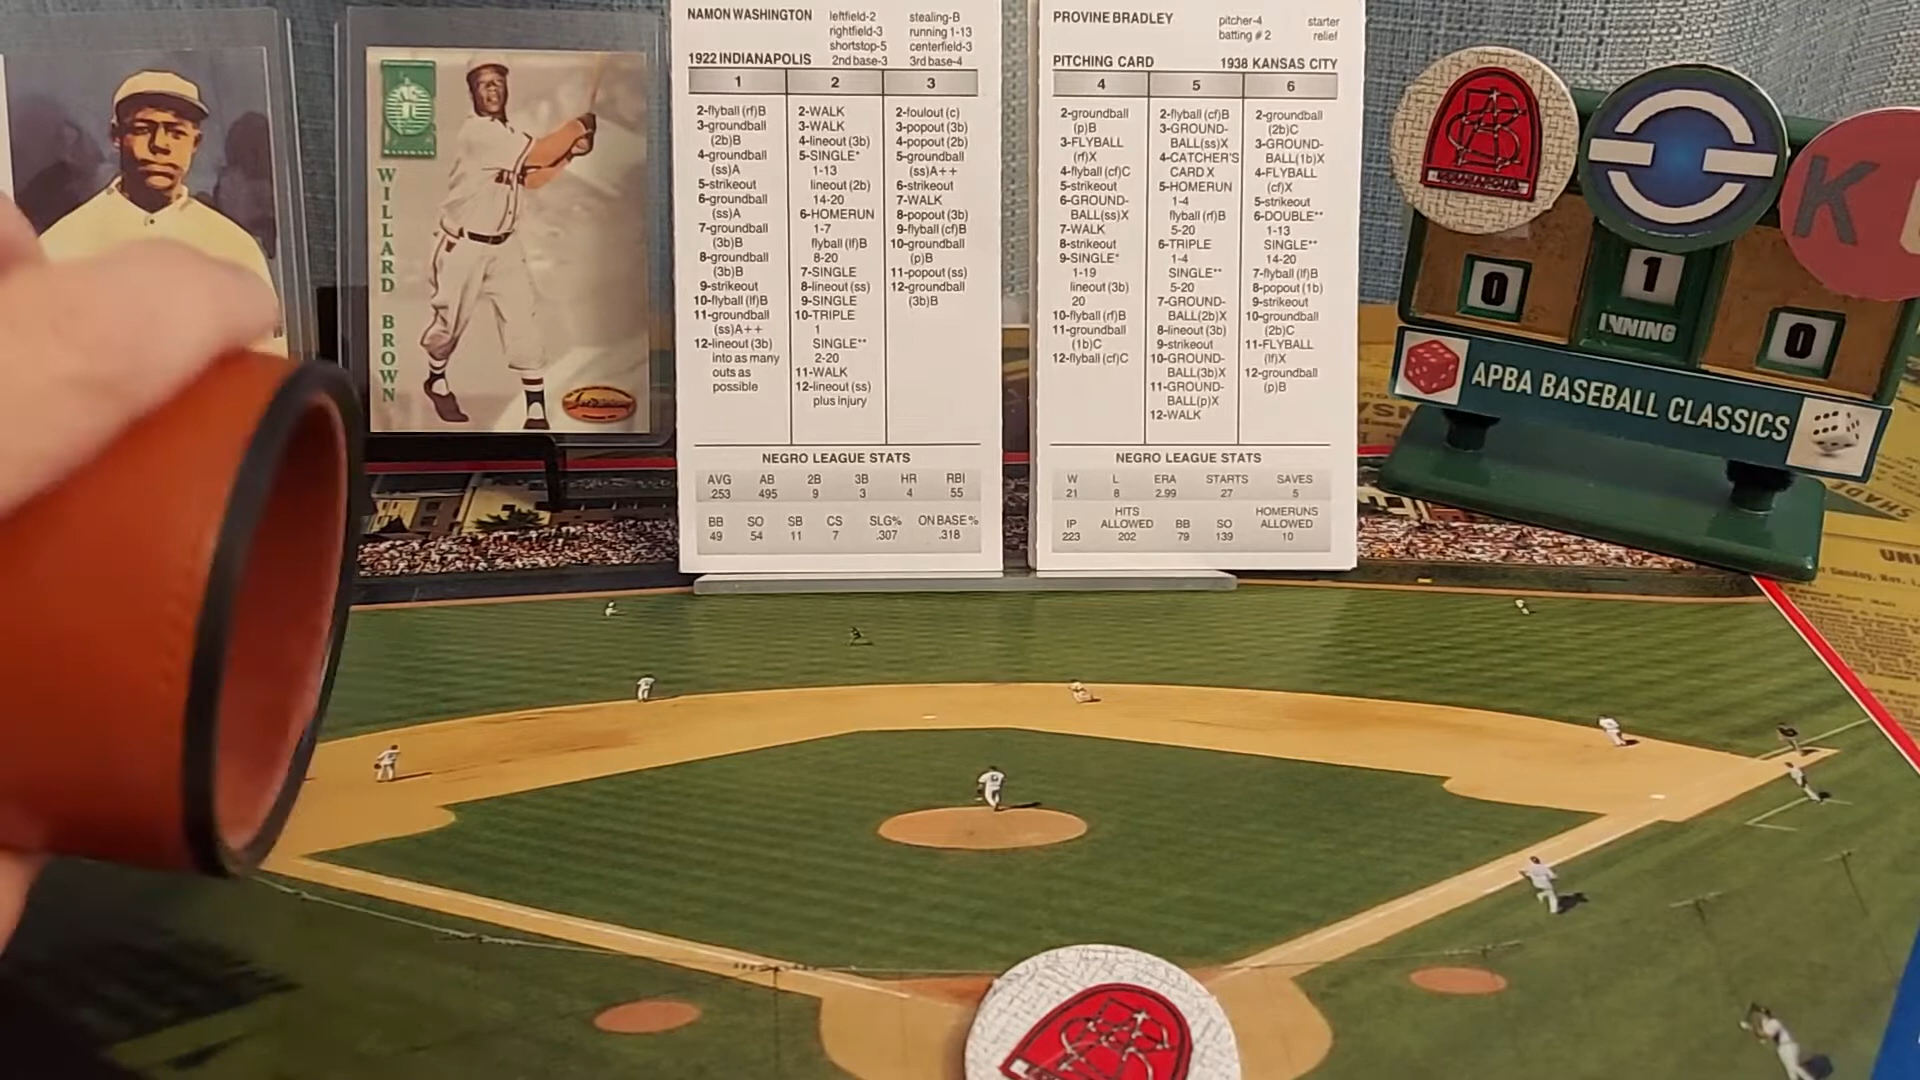 WILLARD BROWN
NAMON WASHINGTON
leftfield-2 stealing-B
rightfield-3 running 1-13
shortstop-5 centerfield-3
1922 INDIANAPOLIS 2nd base-3 3rd base-4
1 2 3
2-flyball (rf)B
3-groundball
(2b)B
4-groundball
(ss)A
5-strikeout
6-groundball
(ss)A
7-groundball
(3b)B
8-groundball
(3b)B
9-strikeout
10-flyball (lf)B
11-groundball
(ss)A++
12-lineout (3b)
into as many
outs as
possible
2-WALK
3-WALK
4-lineout (3b)
5-SINGLE*
1-13
lineout (2b)
14-20
6-HOMERUN
1-7
flyball (lf)B
8-20
7-SINGLE
8-lineout (ss)
9-SINGLE
10-TRIPLE
1
SINGLE**
2-20
11-WALK
12-lineout (ss)
plus injury
2-foulout (c)
3-popout (3b)
4-popout (2b)
5-groundball
(ss)A++
6-strikeout
7-WALK
8-popout (3b)
9-flyball (cf)B
10-groundball
(p)B
11-popout (ss)
12-groundball
(3b)B
NEGRO LEAGUE STATS
AVG AB 2B 3B HR RBI
.253 495 9 3 4 55
BB SO SB CS SLG% ON BASE%
49 54 11 7 .307 .318
PROVINE BRADLEY
pitcher-4 starter
batting # 2 relief
PITCHING CARD 1938 KANSAS CITY
4 5 6
2-groundball
(p)B
3-FLYBALL
(rf)X
4-flyball (cf)C
5-strikeout
6-GROUND-
BALL(ss)X
7-WALK
8-strikeout
9-SINGLE*
1-19
lineout (3b)
20
10-flyball (rf)B
11-groundball
(1b)C
12-flyball (cf)C
2-flyball (cf)B
3-GROUND-
BALL(ss)X
4-CATCHER'S
CARD X
5-HOMERUN
1-4
flyball (rf)B
5-20
6-TRIPLE
1-4
SINGLE**
5-20
7-GROUND-
BALL(2b)X
8-lineout (3b)
9-strikeout
10-GROUND-
BALL(3b)X
11-GROUND-
BALL(p)X
12-WALK
2-groundball
(2b)C
3-GROUND-
BALL(1b)X
4-FLYBALL
(cf)X
5-strikeout
6-DOUBLE**
1-13
SINGLE**
14-20
7-flyball (lf)B
8-popout (1b)
9-strikeout
10-groundball
(2b)C
11-FLYBALL
(lf)X
12-groundball
(p)B
NEGRO LEAGUE STATS
W L ERA STARTS SAVES
21 8 2.99 27 5
IP HITS ALLOWED BB SO HOMERUNS ALLOWED
223 202 79 139 10
K
0 1 0
INNING
APBA BASEBALL CLASSICS